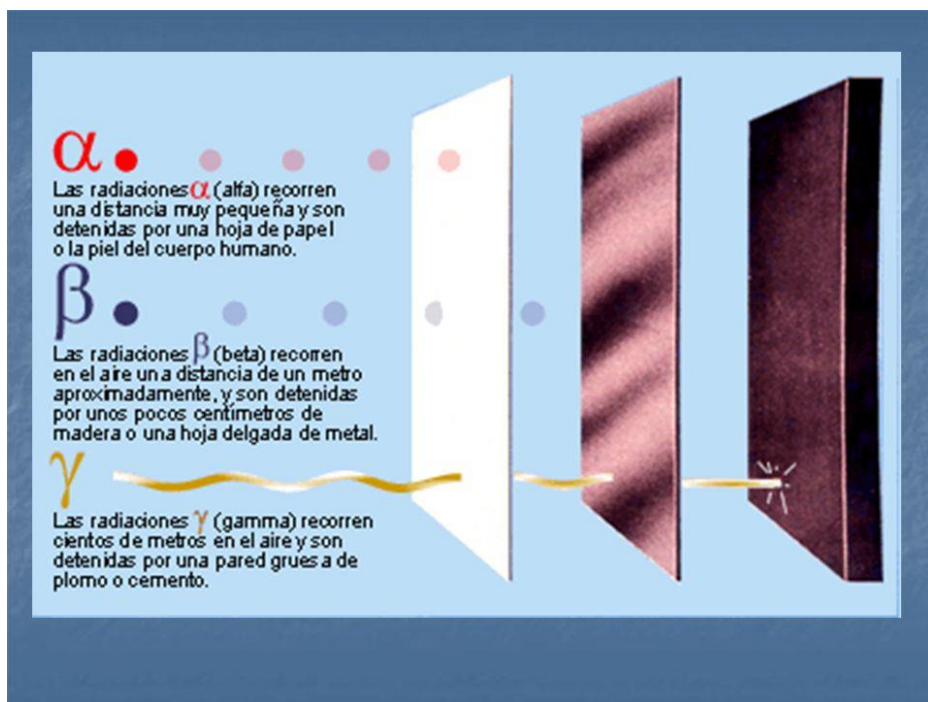 α
Las radiaciones α (alfa) recorren
una distancia muy pequeña y son
detenidas por una hoja de papel
o la piel del cuerpo humano.
β
Las radiaciones β (beta) recorren
en el aire una distancia de un metro
aproximadamente, y son detenidas
por unos pocos centímetros de
madera o una hoja delgada de metal.
γ
Las radiaciones γ (gamma) recorren
cientos de metros en el aire y son
detenidas por una pared gruesa de
plomo o cemento.